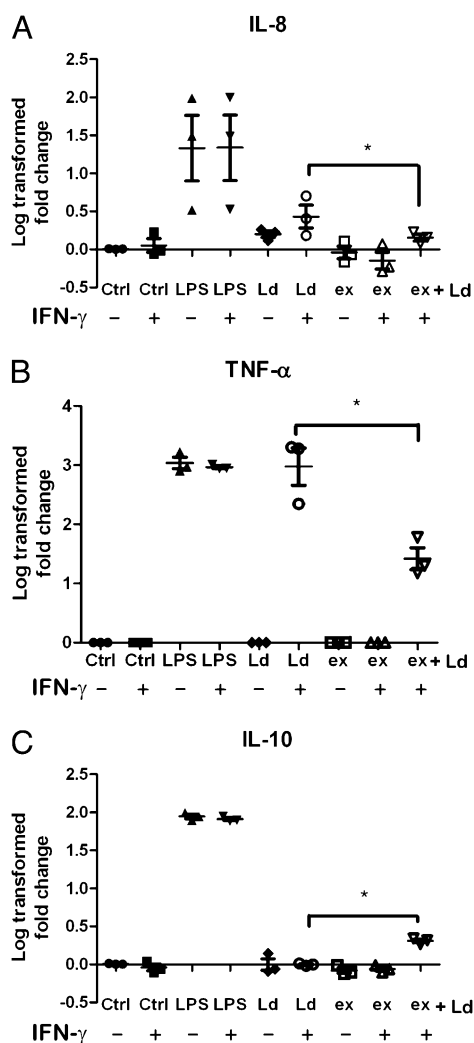 A
IL-8
Log transformed
fold change
2.5
2.0
1.5
1.0
0.5
0.0
-0.5
*
Ctrl Ctrl LPS LPS Ld Ld ex ex ex + Ld
IFN-γ − + − + − + − + +
B
TNF-α
Log transformed
fold change
4
3
2
1
0
*
Ctrl Ctrl LPS LPS Ld Ld ex ex ex + Ld
IFN-γ − + − + − + − + +
C
IL-10
Log transformed
fold change
2.5
2.0
1.5
1.0
0.5
0.0
-0.5
*
Ctrl Ctrl LPS LPS Ld Ld ex ex ex + Ld
IFN-γ − + − + − + − + +